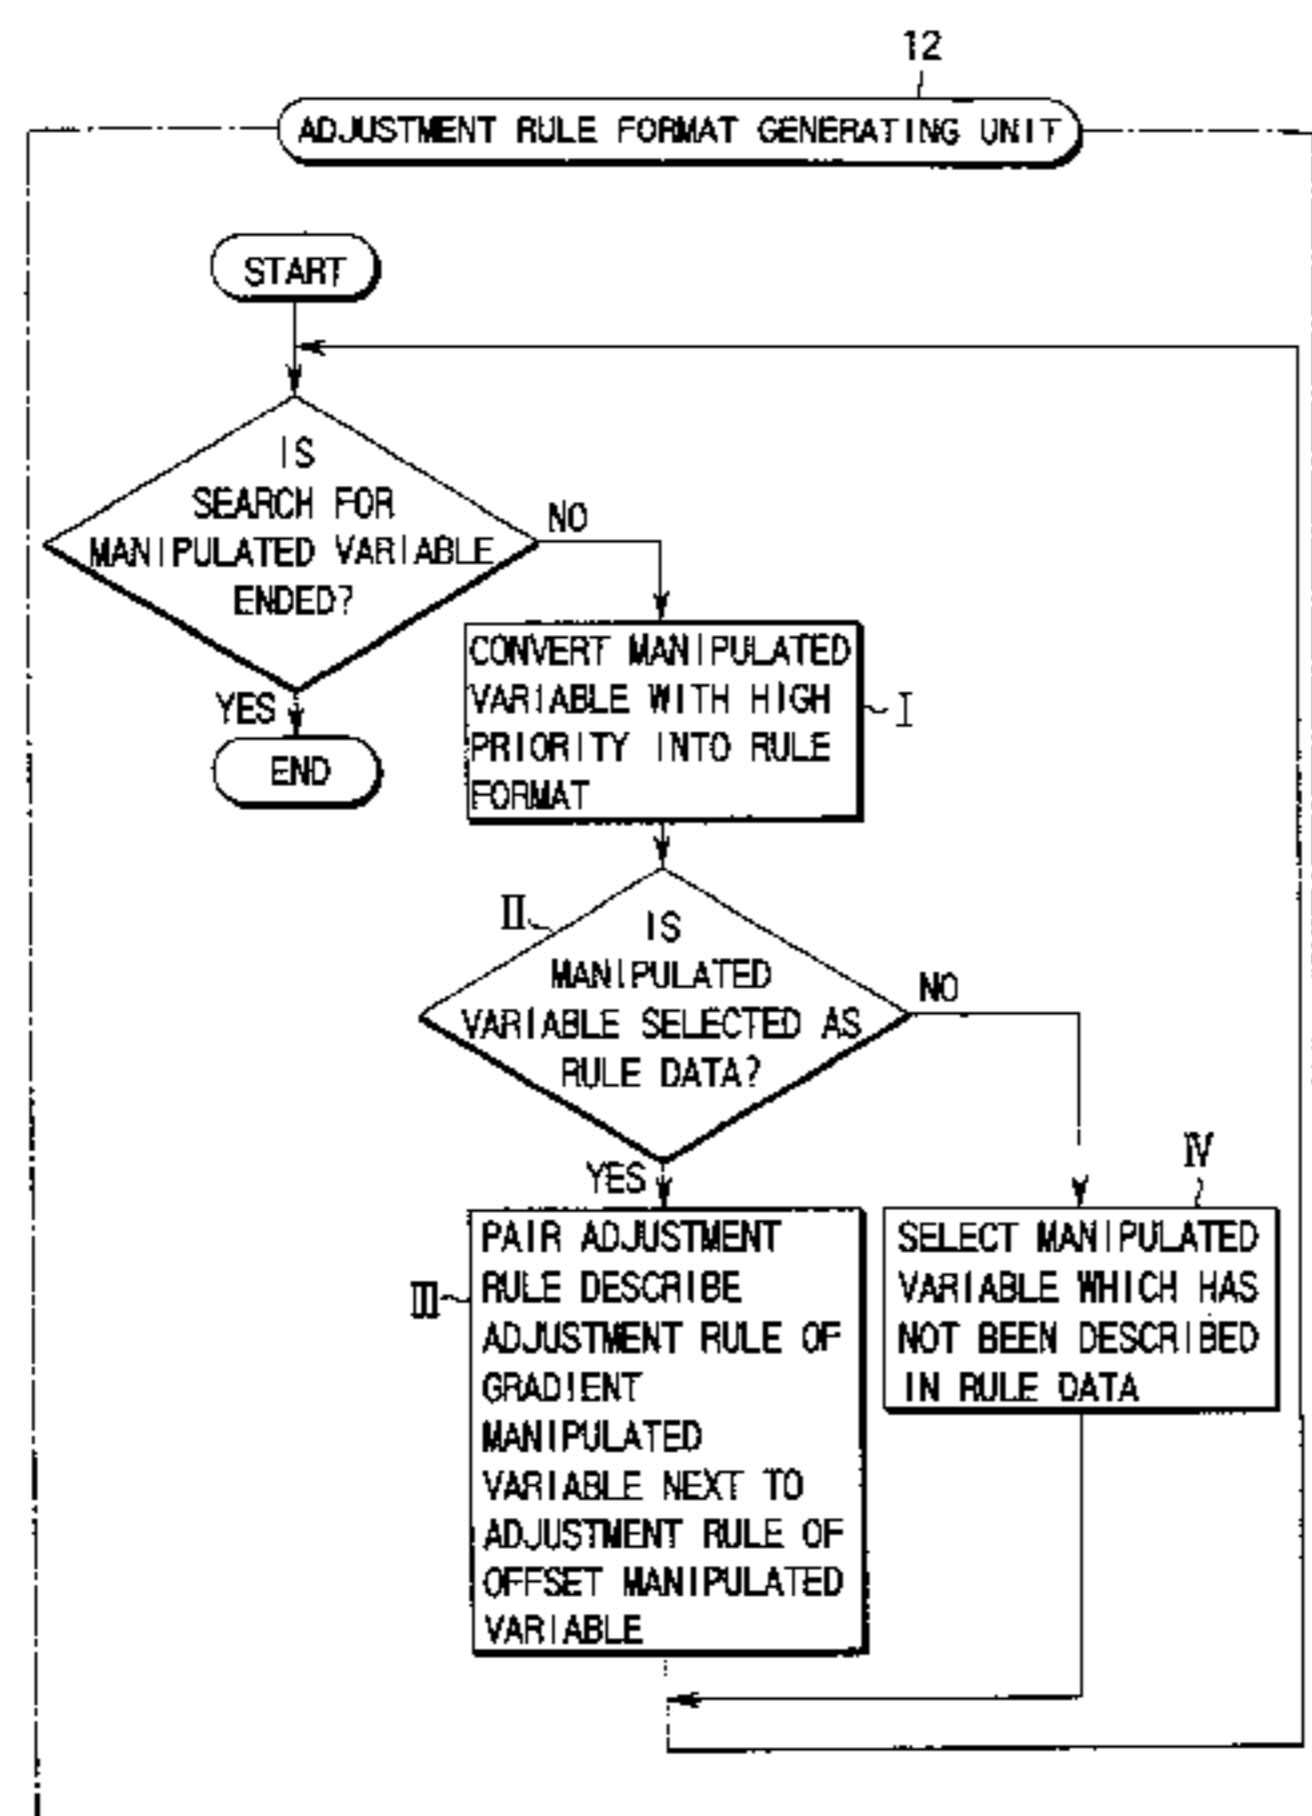 12
ADJUSTMENT RULE FORMAT GENERATING UNIT
START
IS
SEARCH FOR
MANIPULATED VARIABLE
ENDED?
NO
YES
END
CONVERT MANIPULATED
VARIABLE WITH HIGH
PRIORITY INTO RULE
FORMAT
I
II
IS
MANIPULATED
VARIABLE SELECTED AS
RULE DATA?
NO
YES
III
PAIR ADJUSTMENT
RULE DESCRIBE
ADJUSTMENT RULE OF
GRADIENT
MANIPULATED
VARIABLE NEXT TO
ADJUSTMENT RULE OF
OFFSET MANIPULATED
VARIABLE
IV
SELECT MANIPULATED
VARIABLE WHICH HAS
NOT BEEN DESCRIBED
IN RULE DATA